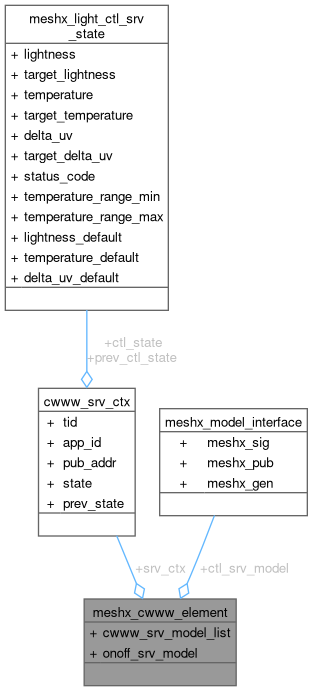 meshx_light_ctl_srv
_state
+ lightness
+ target_lightness
+ temperature
+ target_temperature
+ delta_uv
+ target_delta_uv
+ status_code
+ temperature_range_min
+ temperature_range_max
+ lightness_default
+ temperature_default
+ delta_uv_default
+ctl_state
+prev_ctl_state
cwww_srv_ctx
+ tid
+ app_id
+ pub_addr
+ state
+ prev_state
meshx_model_interface
+ meshx_sig
+ meshx_pub
+ meshx_gen
+srv_ctx
+ctl_srv_model
meshx_cwww_element
+ cwww_srv_model_list
+ onoff_srv_model